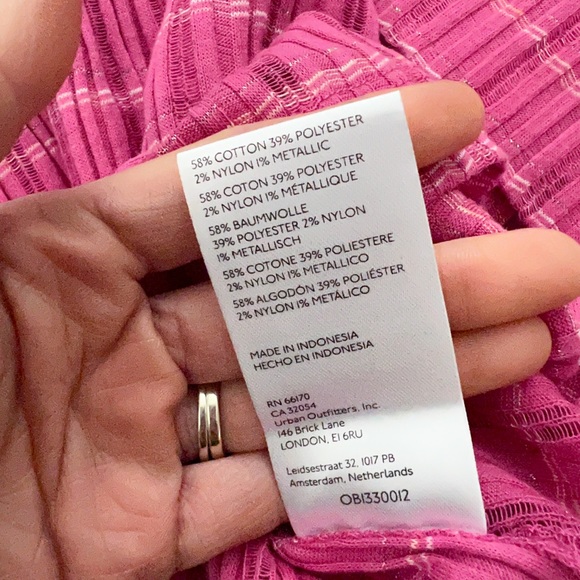 58% COTTON 39% POLYESTER
2% NYLON 1% METALLIC
58% COTON 39% POLYESTER
2% NYLON 1% MÉTALLIQUE
58% BAUMWOLLE
39% POLYESTER 2% NYLON
1% METALLISCH
58% COTONE 39% POLIESTERE
2% NYLON 1% METALLICO
58% ALGODÓN 39% POLIÉSTER
2% NYLON 1% METÁLICO
MADE IN INDONESIA
HECHO EN INDONESIA
RN 66170
CA 32054
Urban Outfitters, Inc.
146 Brick Lane
LONDON, E1 6RU
Leidsestraat 32, 1017 PB
Amsterdam, Netherlands
OB1330012